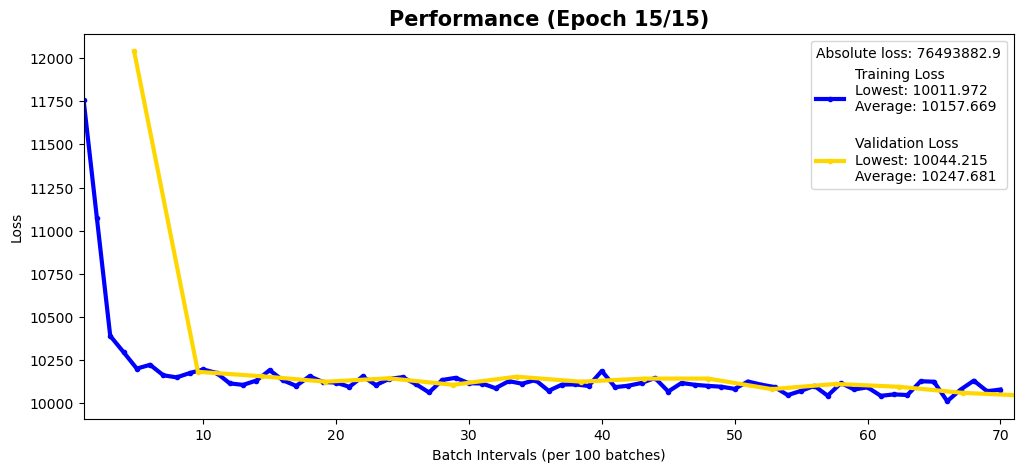 Performance (Epoch 15/15)
12000
11750
11500
11250
11000
10750
10500
10250
10000
Loss
Absolute loss: 76493882.9
Training Loss
Lowest: 10011.972
Average: 10157.669
Validation Loss
Lowest: 10044.215
Average: 10247.681
10 20 30 40 50 60 70
Batch Intervals (per 100 batches)